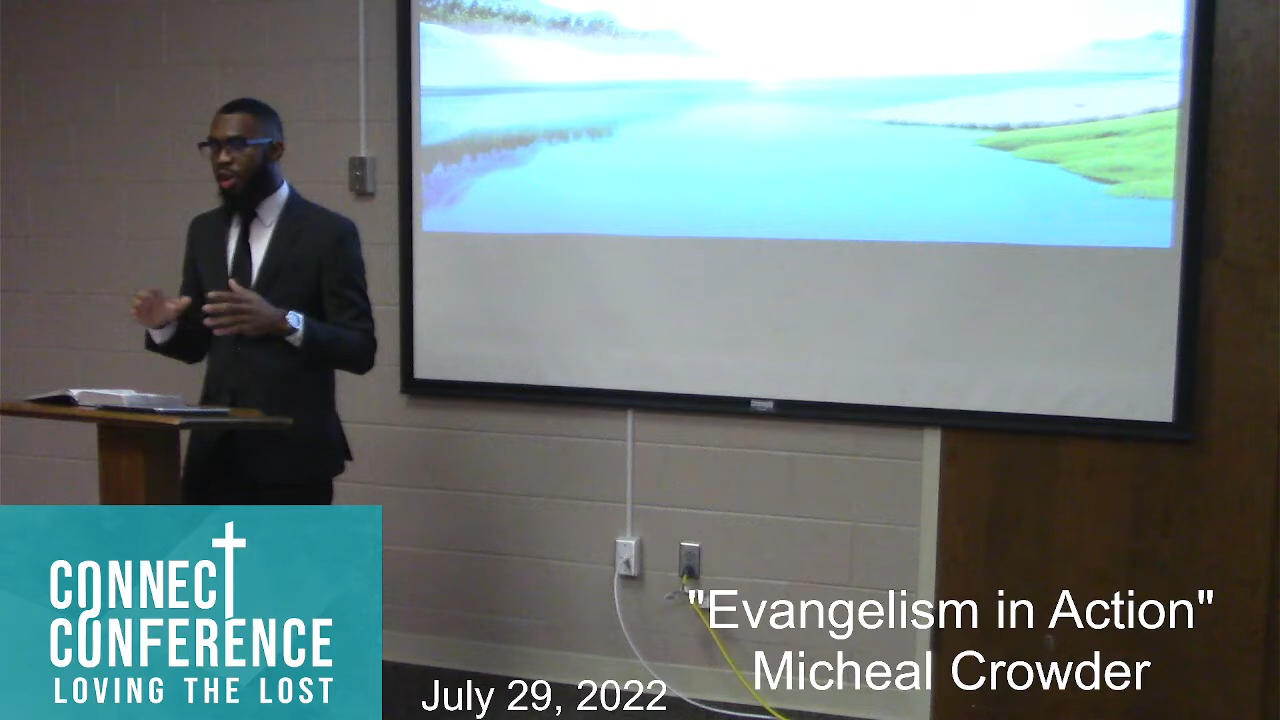 CONNECT
CONFERENCE
LOVING THE LOST
July 29, 2022
"Evangelism in Action"
Micheal Crowder